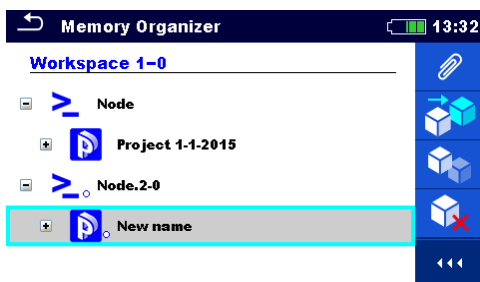 Memory Organizer 13:32
Workspace 1-0
Node
Project 1-1-2015
Node.2-0
New name